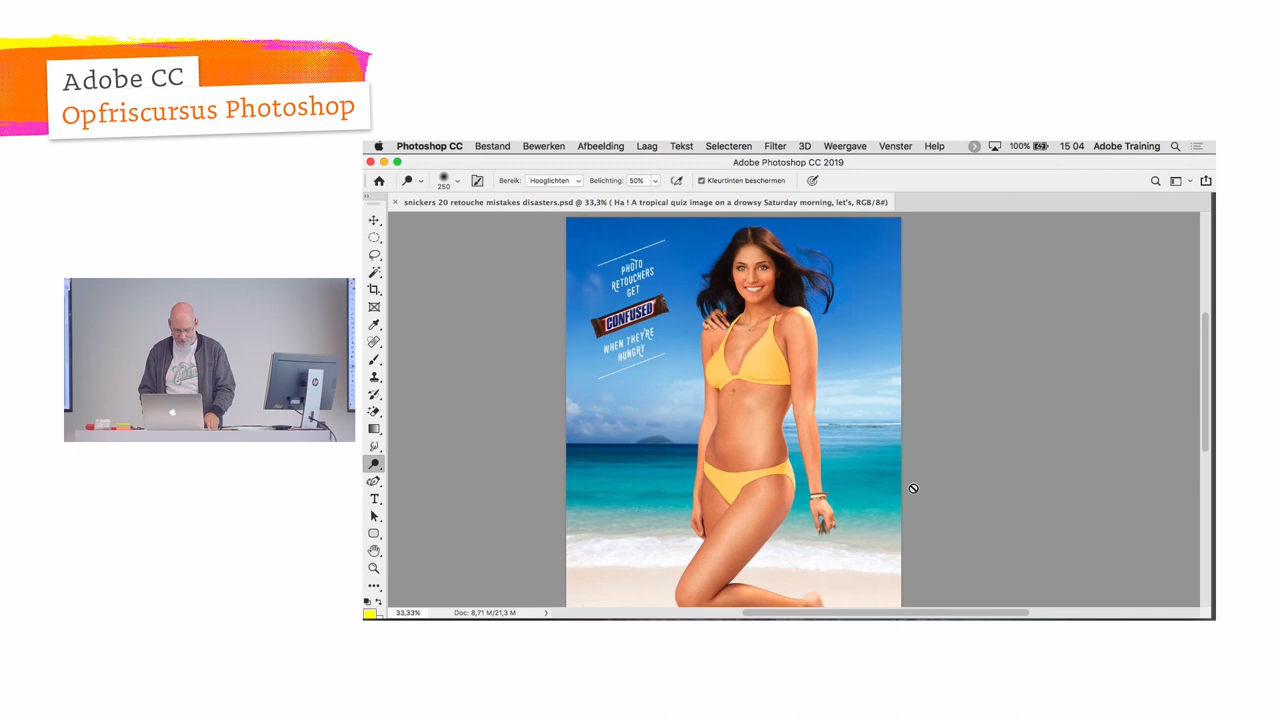 Adobe CC
Opfriscursus Photoshop
Photoshop CC Bestand Bewerken Afbeelding Laag Tekst Selecteren Filter 3D Weergave Venster Help 100% 15 04 Adobe Training
Adobe Photoshop CC 2019
250 Bereik: Hooglichten Belichting: 50% Kleurtinten beschermen
snickers 20 retouche mistakes disasters.psd @ 33,3% ( Ha ! A tropical quiz image on a drowsy Saturday morning, let's, RGB/8#)
PHOTO
RETOUCHERS
GET
CONFUSED
WHEN THEY'RE
HUNGRY
33,33% Doc: 8,71 M/21,3 M